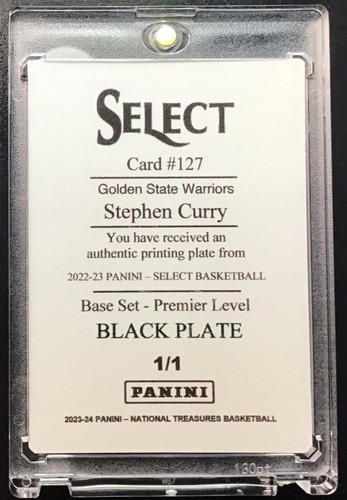 SELECT
Card #127
Golden State Warriors
Stephen Curry
You have received an
authentic printing plate from
2022-23 PANINI – SELECT BASKETBALL
Base Set - Premier Level
BLACK PLATE
1/1
PANINI
2023-24 PANINI – NATIONAL TREASURES BASKETBALL
130pt